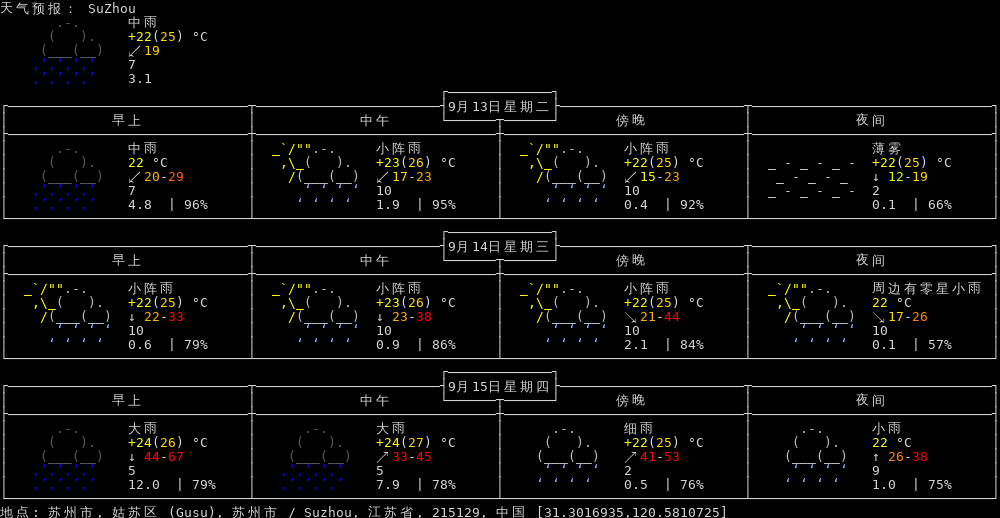 天气预报： SuZhou
中雨
+22(25) °C
↙ 19
7
3.1
9月13日星期二
早上 中午 傍晚 夜间
中雨 小阵雨 小阵雨 薄雾
22 °C +23(26) °C +22(25) °C +22(25) °C
↙ 20-29 ↙ 17-23 ↙ 15-23 ↓ 12-19
7 10 10 2
4.8 | 96% 1.9 | 95% 0.4 | 92% 0.1 | 66%
9月14日星期三
早上 中午 傍晚 夜间
小阵雨 小阵雨 小阵雨 周边有零星小雨
+22(25) °C +23(26) °C +22(25) °C 22 °C
↓ 22-33 ↓ 23-38 ↘ 21-44 ↘ 17-26
10 10 10 10
0.6 | 79% 0.9 | 86% 2.1 | 84% 0.1 | 57%
9月15日星期四
早上 中午 傍晚 夜间
大雨 大雨 细雨 小雨
+24(26) °C +24(27) °C +22(25) °C 22 °C
↓ 44-67 ↗ 33-45 ↗ 41-53 ↑ 26-38
5 5 2 9
12.0 | 79% 7.9 | 78% 0.5 | 76% 1.0 | 75%
地点: 苏州市, 姑苏区 (Gusu), 苏州市 / Suzhou, 江苏省, 215129, 中国 [31.3016935,120.5810725]